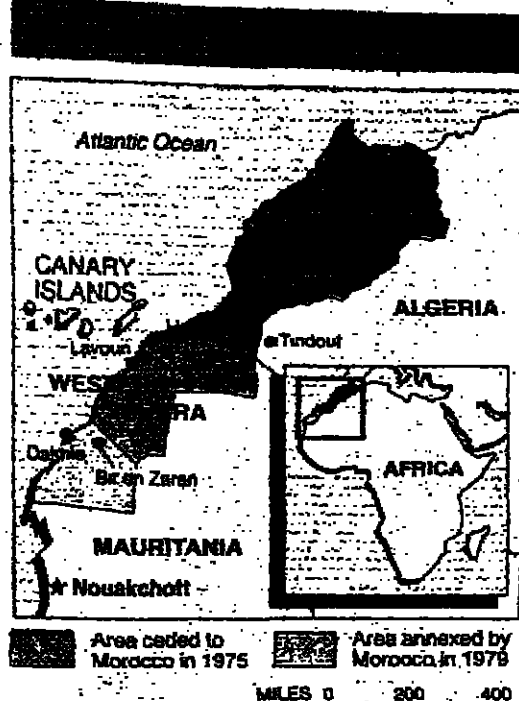 Atlantic Ocean
CANARY
ISLANDS
ALGERIA
Tindouf
Layoun
WEST
RA
AFRICA
Dakhla
Bir en Zaran
MAURITANIA
Nouakchott
Area ceded to
Morocco in 1975
Area annexed by
Morocco in 1979
MILES 0 200 400